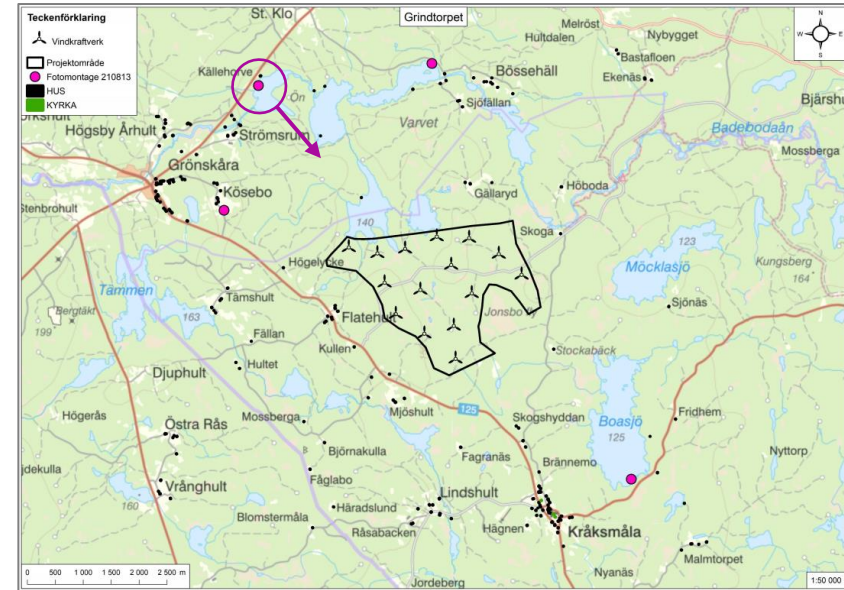 Teckenförklaring
Vindkraftverk
Projektområde
Fotomontage 210813
HUS
KYRKA
Grindtorpet
N
W
E
S
St. Klo
Melröst
Hultdalen
Nybygget
Bastafloen
Källehorve
Bössehäll
Ekenäs
Ön
Sjöfällan
Högsby Århult
Strömsrum
Varvet
Badebodaån
Mossberga
Grönskåra
Kösebo
Gällaryd
Höboda
Stenbrohult
140
Skoga
123
Högelycke
Möcklasjö
Kungsberg
164
Tammen
Tämshult
163
Sjönäs
Bergtäkt
199
Flatehult
Jonsbo
Fällan
Kullen
Stockabäck
Hultet
Djuphult
125
Mjöshult
Högerås
Mossberga
Skogshyddan
Boasjö
125
Fridhem
Östra Rås
Björnakulla
Fagranäs
Brännemo
Nyttorp
Fåglabo
Vrånghult
Lindshult
160
Häradslund
Blomstermåla
Råsabacken
Hägnen
Kråksmåla
Malmtorpet
Nyanäs
Jordeberg
0 500 1 000 1 500 2 000 2 500 m
1:50 000